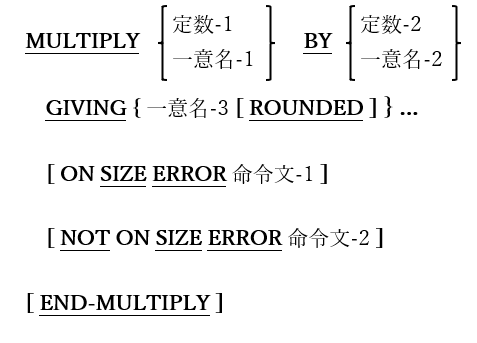 MULTIPLY { 定数-1 一意名-1 } BY { 定数-2 一意名-2 }
GIVING { 一意名-3 [ ROUNDED ] } ...
[ ON SIZE ERROR 命令文-1 ]
[ NOT ON SIZE ERROR 命令文-2 ]
[ END-MULTIPLY ]